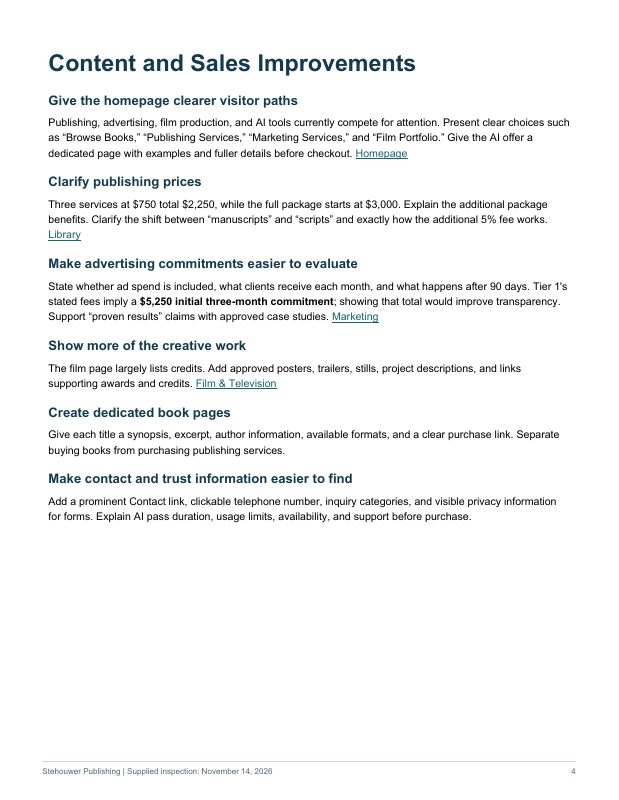 Content and Sales Improvements
Give the homepage clearer visitor paths
Publishing, advertising, film production, and AI tools currently compete for attention. Present clear choices such
as “Browse Books,” “Publishing Services,” “Marketing Services,” and “Film Portfolio.” Give the AI offer a
dedicated page with examples and fuller details before checkout. Homepage
Clarify publishing prices
Three services at $750 total $2,250, while the full package starts at $3,000. Explain the additional package
benefits. Clarify the shift between “manuscripts” and “scripts” and exactly how the additional 5% fee works.
Library
Make advertising commitments easier to evaluate
State whether ad spend is included, what clients receive each month, and what happens after 90 days. Tier 1's
stated fees imply a $5,250 initial three-month commitment; showing that total would improve transparency.
Support “proven results” claims with approved case studies. Marketing
Show more of the creative work
The film page largely lists credits. Add approved posters, trailers, stills, project descriptions, and links
supporting awards and credits. Film & Television
Create dedicated book pages
Give each title a synopsis, excerpt, author information, available formats, and a clear purchase link. Separate
buying books from purchasing publishing services.
Make contact and trust information easier to find
Add a prominent Contact link, clickable telephone number, inquiry categories, and visible privacy information
for forms. Explain AI pass duration, usage limits, availability, and support before purchase.
Stehouwer Publishing | Supplied inspection: November 14, 2026
4